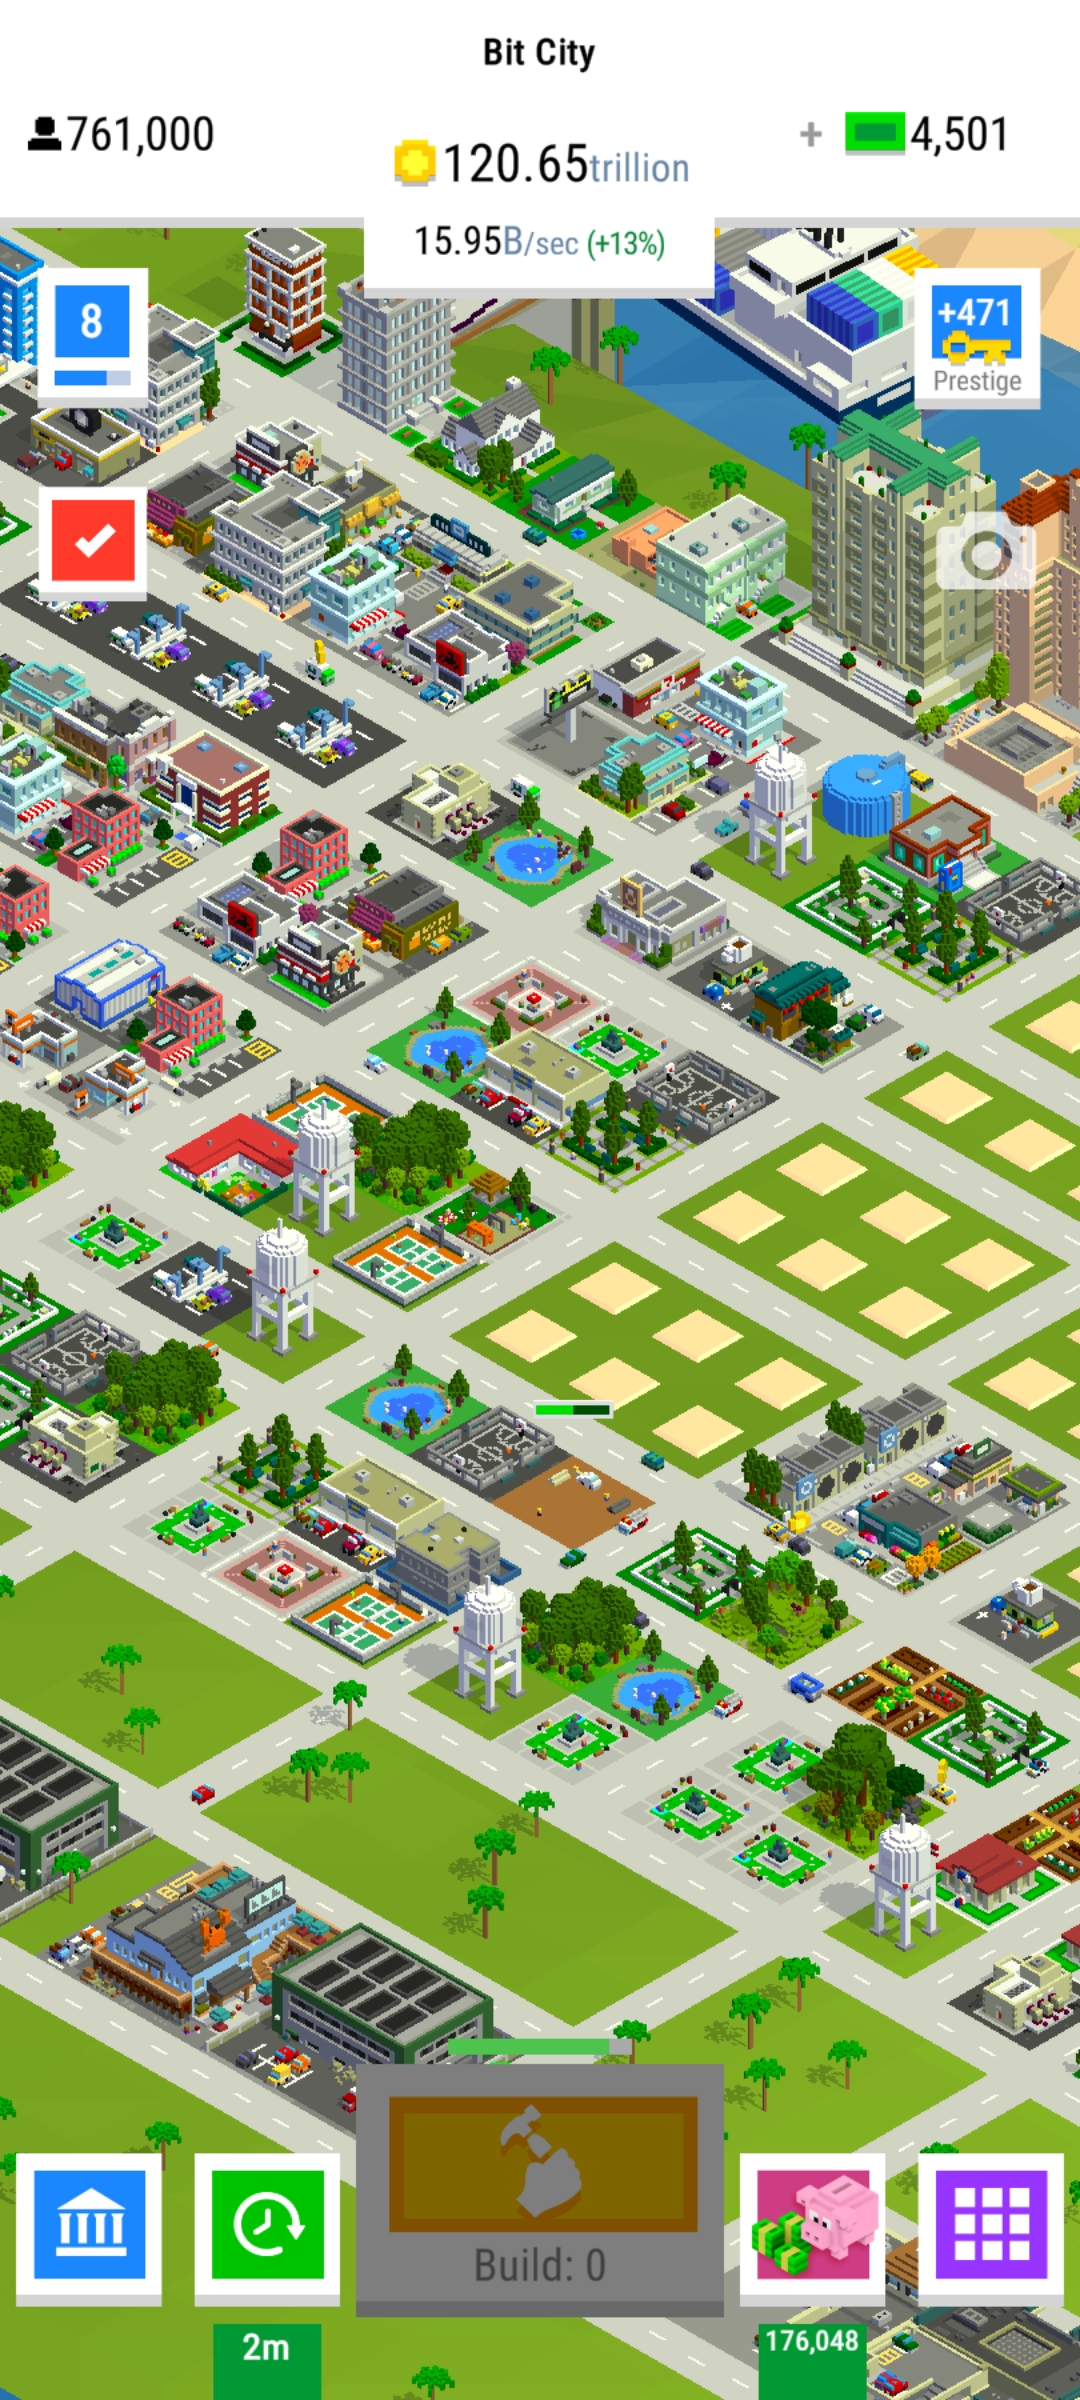 Bit City
761,000
120.65trillion
+ 4,501
15.95B/sec (+13%)
8
+471
Prestige
Build: 0
2m
176,048